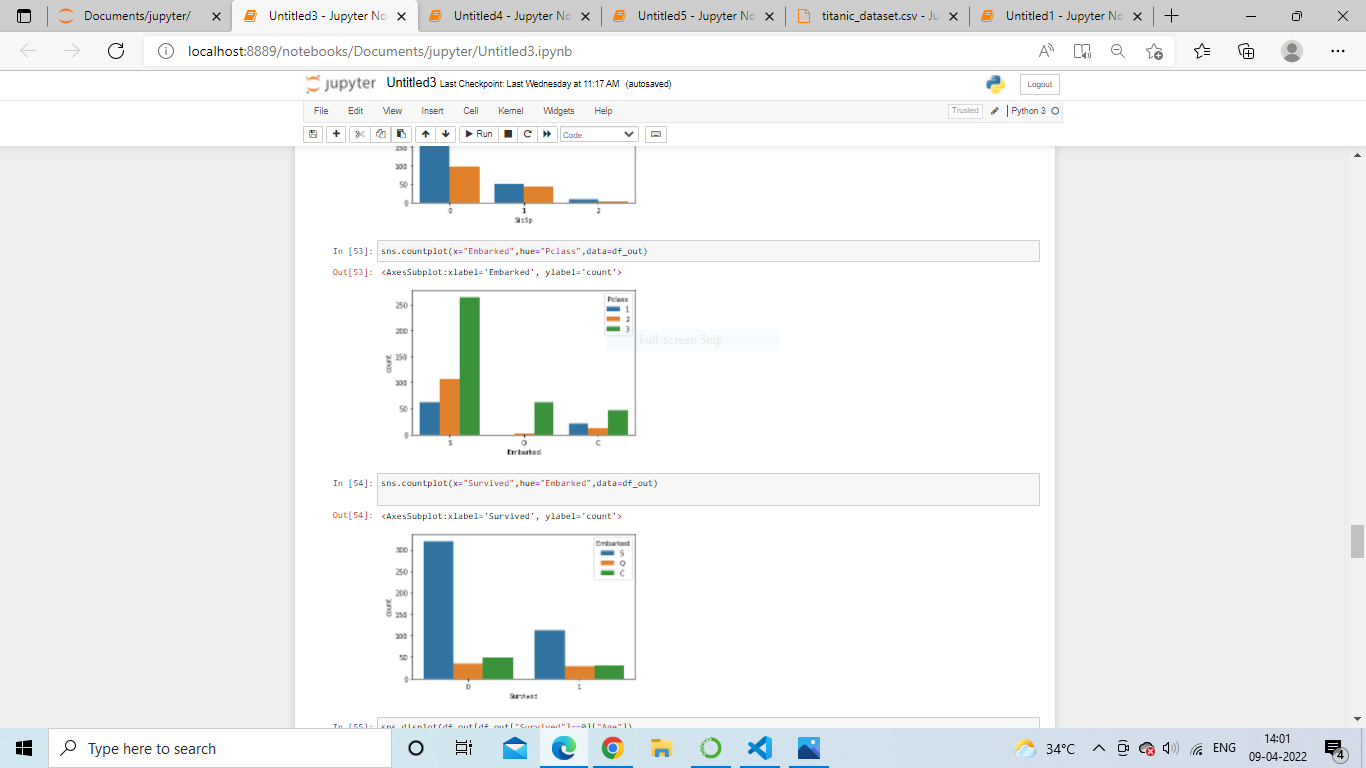 Documents/jupyter/
Untitled3 - Jupyter No
Untitled4 - Jupyter No
Untitled5 - Jupyter No
titanic_dataset.csv - Ju
Untitled1 - Jupyter No
localhost:8889/notebooks/Documents/jupyter/Untitled3.ipynb
jupyter Untitled3 Last Checkpoint: Last Wednesday at 11:17 AM (autosaved)
Logout
File Edit View Insert Cell Kernel Widgets Help
Trusted
Python 3
Run
Code
150
100
50
0
0 1 2
SibSp
In [53]: sns.countplot(x="Embarked",hue="Pclass",data=df_out)
Out[53]: <AxesSubplot:xlabel='Embarked', ylabel='count'>
Pclass
1
2
3
250
200
150
100
50
0
count
S Q C
Embarked
Full-screen Snip
In [54]: sns.countplot(x="Survived",hue="Embarked",data=df_out)
Out[54]: <AxesSubplot:xlabel='Survived', ylabel='count'>
Embarked
S
Q
C
300
250
200
150
100
50
0
count
0 1
Survived
In [55]: sns.displot(df_out[df_out["Survived"]==0]["Age"])
Type here to search
34°C
ENG
14:01
09-04-2022
4